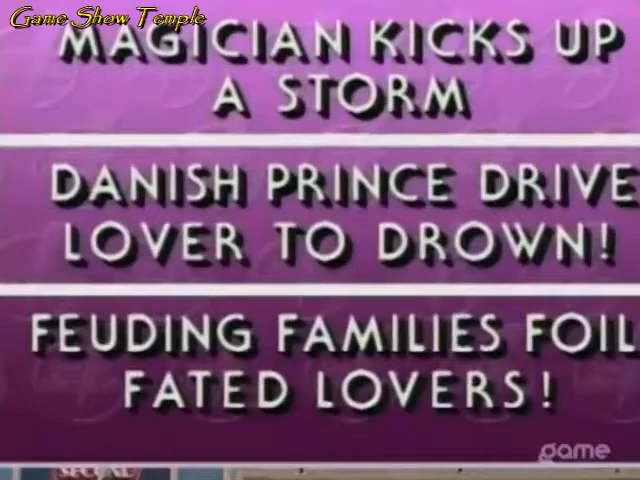 Game Show Temple
MAGICIAN KICKS UP
A STORM
DANISH PRINCE DRIVE
LOVER TO DROWN!
FEUDING FAMILIES FOIL
FATED LOVERS!
game